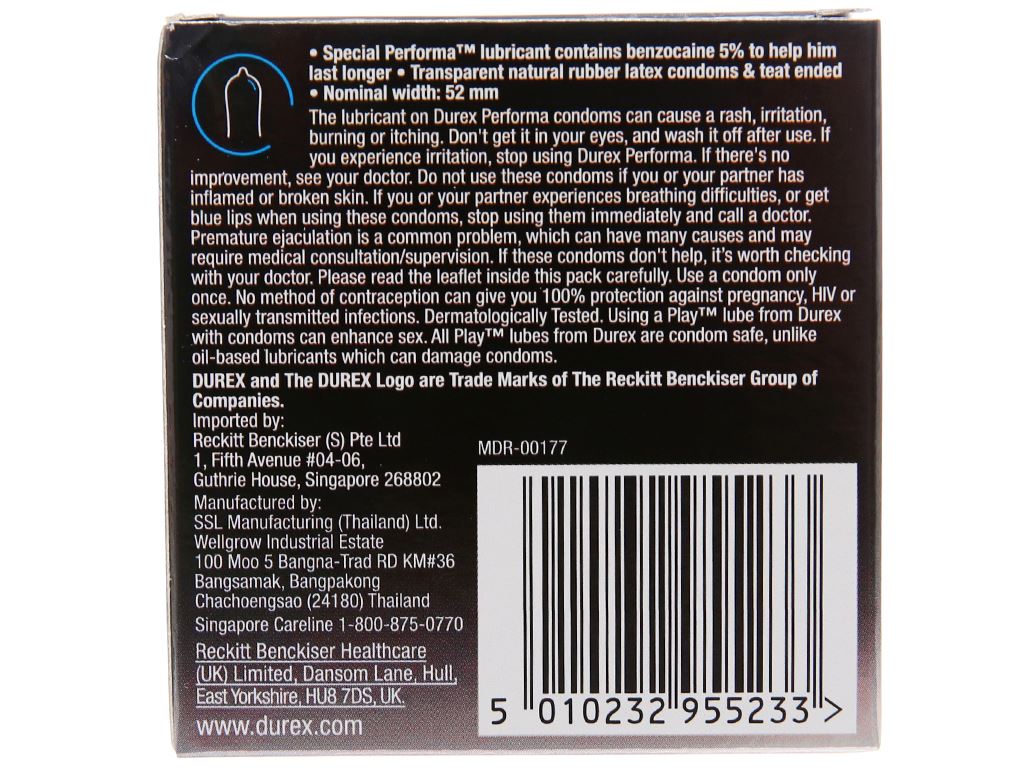 • Special Performa™ lubricant contains benzocaine 5% to help him
last longer • Transparent natural rubber latex condoms & teat ended
• Nominal width: 52 mm
The lubricant on Durex Performa condoms can cause a rash, irritation,
burning or itching. Don't get it in your eyes, and wash it off after use. If
you experience irritation, stop using Durex Performa. If there's no
improvement, see your doctor. Do not use these condoms if you or your partner has
inflamed or broken skin. If you or your partner experiences breathing difficulties, or get
blue lips when using these condoms, stop using them immediately and call a doctor.
Premature ejaculation is a common problem, which can have many causes and may
require medical consultation/supervision. If these condoms don't help, it's worth checking
with your doctor. Please read the leaflet inside this pack carefully. Use a condom only
once. No method of contraception can give you 100% protection against pregnancy, HIV or
sexually transmitted infections. Dermatologically Tested. Using a Play™ lube from Durex
with condoms can enhance sex. All Play™ lubes from Durex are condom safe, unlike
oil-based lubricants which can damage condoms.
DUREX and The DUREX Logo are Trade Marks of The Reckitt Benckiser Group of
Companies.
Imported by:
Reckitt Benckiser (S) Pte Ltd
1, Fifth Avenue #04-06,
Guthrie House, Singapore 268802
Manufactured by:
SSL Manufacturing (Thailand) Ltd.
Wellgrow Industrial Estate
100 Moo 5 Bangna-Trad RD KM#36
Bangsamak, Bangpakong
Chachoengsao (24180) Thailand
Singapore Careline 1-800-875-0770
Reckitt Benckiser Healthcare
(UK) Limited, Dansom Lane, Hull,
East Yorkshire, HU8 7DS, UK.
www.durex.com
MDR-00177
5 010232 955233 >